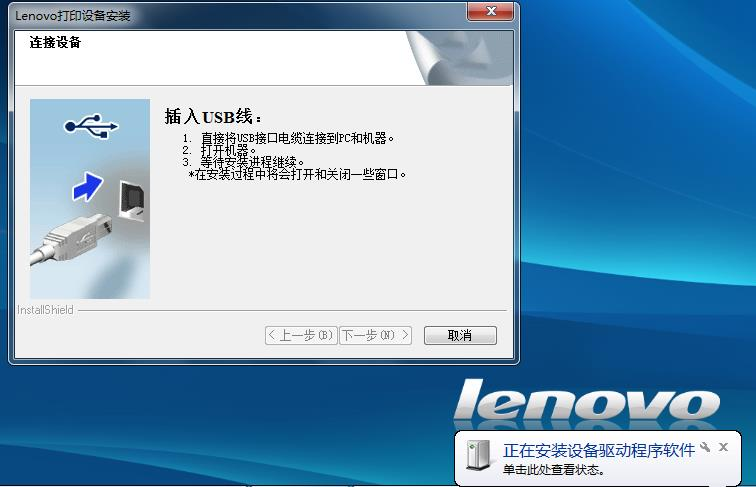 Lenovo打印设备安装
连接设备
插入USB线：
1. 直接将USB接口电缆连接到PC和机器。
2. 打开机器。
3. 等待安装进程继续。
*在安装过程中将会打开和关闭一些窗口。
InstallShield
< 上一步(B) 下一步(N) > 取消
lenovo
正在安装设备驱动程序软件
单击此处查看状态。